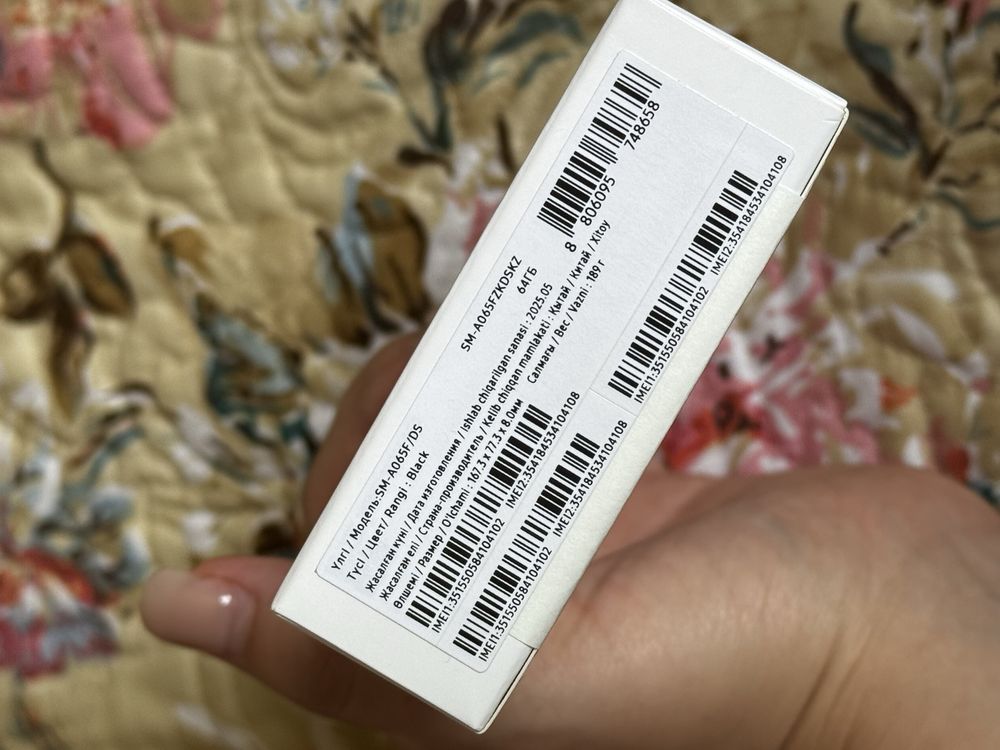 Үлгі / Модель:SM-A065F/DS
SM-A065FZKDSKZ
Түсі / Цвет/ Rangi : Black
64ГБ
8 806095 748658
Жасалған күні / Дата изготовления / Ishlab chiqarilgan sanasi : 2025.05
Жасалған елі / Страна-производитель / Kelib chiqqan mamlakati : Қытай / Китай / Xitoy
Өлшемі / Размер / O'lchami : 167.3 x 77.3 x 8.0мм
Салмағы / Вес / Vazni : 189 г
IMEI1:351550584104102
IMEI2:354184534104108
IMEI1:351550584104102
IMEI2:354184534104108
IMEI1:351550584104102
IMEI2:354184534104108